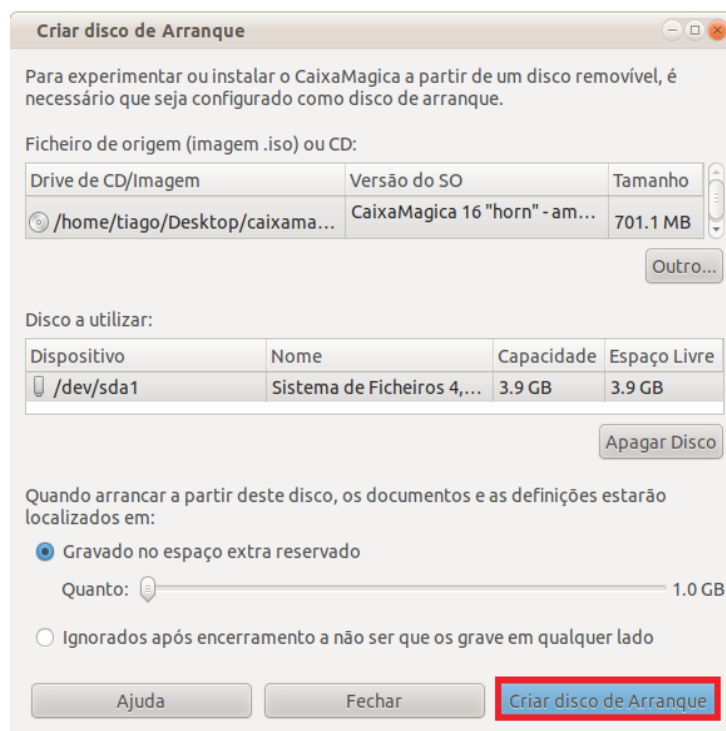 Criar disco de Arranque
Para experimentar ou instalar o CaixaMagica a partir de um disco removível, é
necessário que seja configurado como disco de arranque.
Ficheiro de origem (imagem .iso) ou CD:
Drive de CD/Imagem Versão do SO Tamanho
/home/tiago/Desktop/caixama... CaixaMagica 16 "horn" - am... 701.1 MB
Outro...
Disco a utilizar:
Dispositivo Nome Capacidade Espaço Livre
/dev/sda1 Sistema de Ficheiros 4,... 3.9 GB 3.9 GB
Apagar Disco
Quando arrancar a partir deste disco, os documentos e as definições estarão
localizados em:
Gravado no espaço extra reservado
Quanto: 1.0 GB
Ignorados após encerramento a não ser que os grave em qualquer lado
Ajuda Fechar Criar disco de Arranque